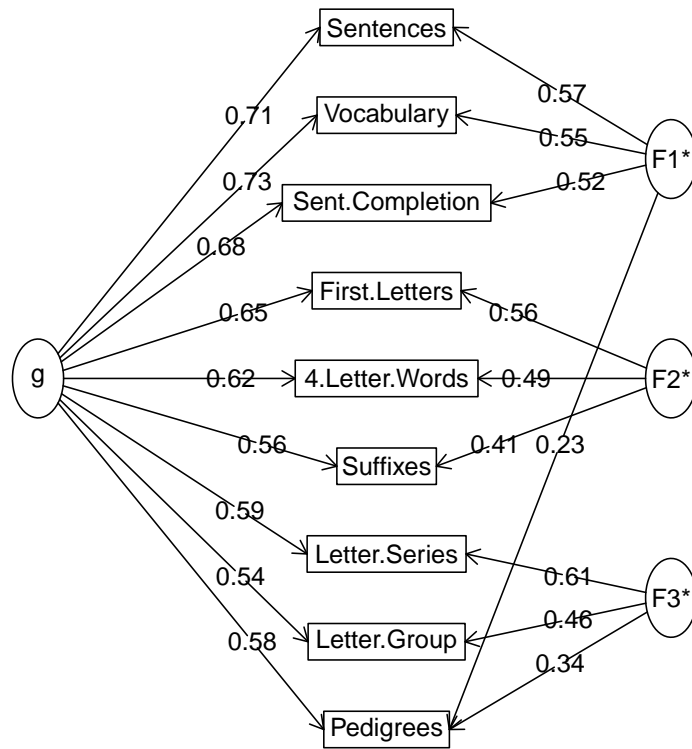 Sentences
0.57
0.71
Vocabulary
0.55
F1*
0.73
Sent.Completion
0.52
0.68
First.Letters
0.65
0.56
g
0.62
4.Letter.Words
0.49
F2*
0.56
Suffixes
0.41
0.23
0.59
Letter.Series
0.61
0.54
F3*
0.46
0.58
Letter.Group
0.34
Pedigrees